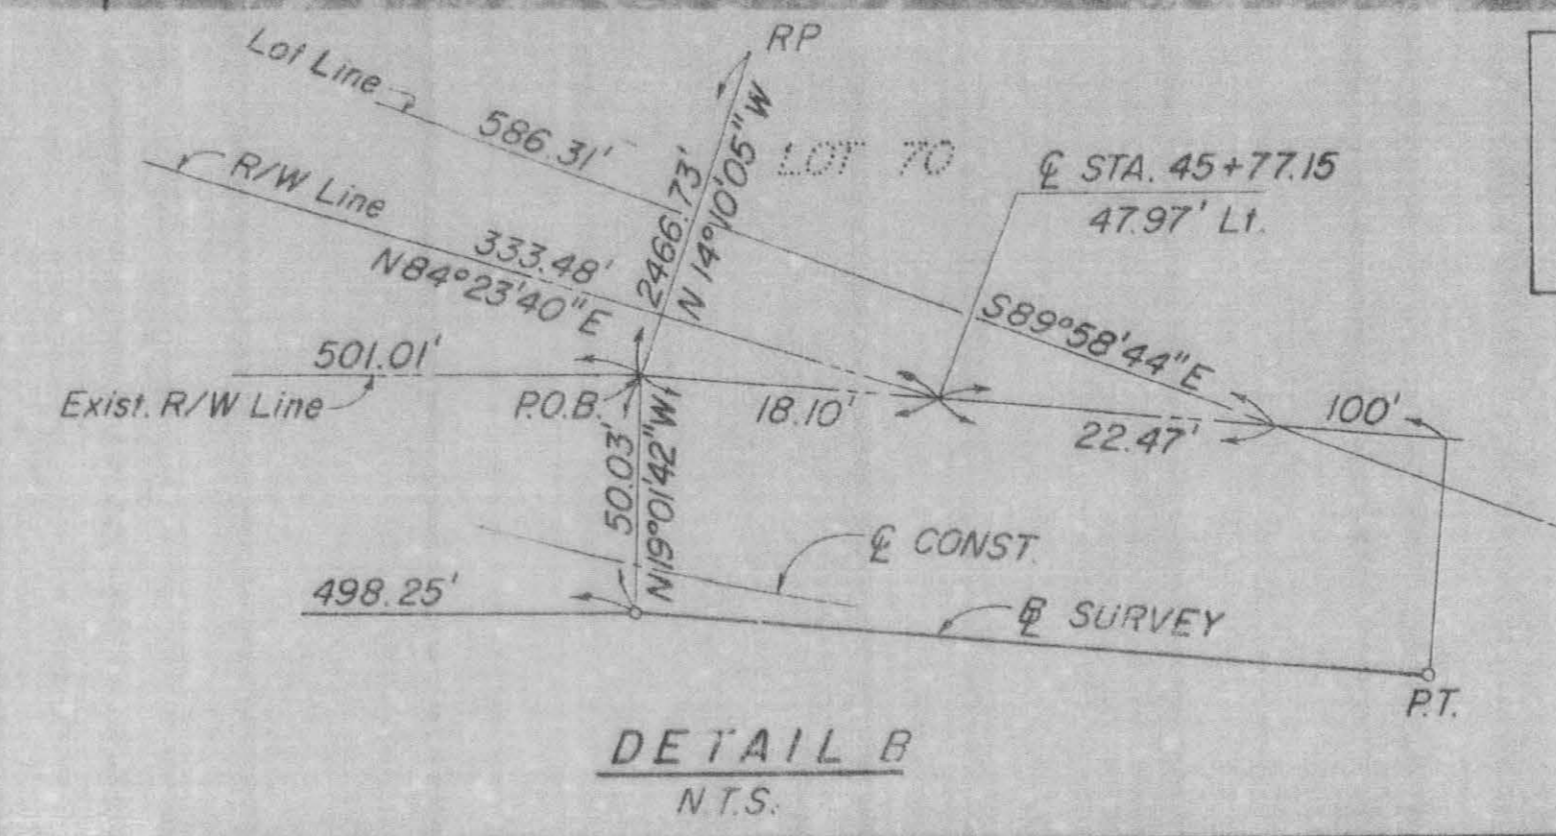 RP
Lot Line
586.31'
LOT 70
2466.73'
N 14°10'05" W
℄ STA. 45+77.15
47.97' Lt.
R/W Line
333.48'
N84°23'40"E
S89°58'44"E
501.01'
Exist. R/W Line
P.O.B.
18.10'
22.47'
100'
50.03'
N19°01'42"W
℄ CONST.
498.25'
SURVEY
P.T.
DETAIL B
N.T.S.